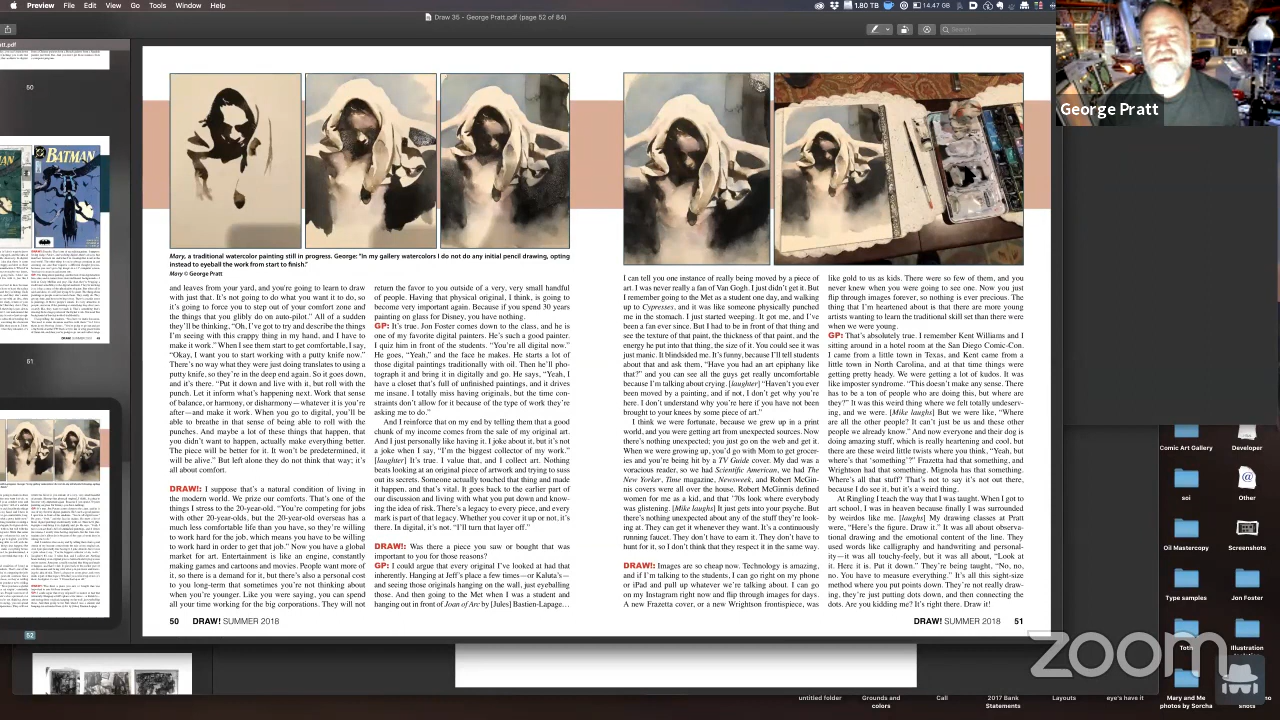 Preview File Edit View Go Tools Window Help
1.80 TB
14:47 08
Draw 36 - George Pratt.pdf (page 52 of 84)
Search
.pdf
50
BATMAN
51
52
Mary, a traditional watercolor painting still in progress. George: "In my gallery watercolors I do not do any initial pencil drawing, opting
instead to eyeball the work from start to finish."
Mary © George Pratt
and leaves from your yard, and you're going to learn to draw
with just that. It's not going to do what you want it to do, so
it's going to force you to step out of your comfort zone and
the things that you glibly do on auto-pilot." All of a sudden
they'll be thinking, "Oh, I've got to try and describe the things
I'm seeing with this crappy thing in my hand, and I have to
make it work." When I see them start to get comfortable, I say,
"Okay, I want you to start working with a putty knife now."
There's no way what they were just doing translates to using a
putty knife, so they're in the deep end again. So it goes down,
and it's there. "Put it down and live with it, but roll with the
punch. Let it inform what's happening next. Work that sense
of balance, or harmony, or disharmony—whatever it is you're
after—and make it work. When you go to digital, you'll be
able to breathe in that sense of being able to roll with the
punches. And maybe a lot of these things that happen, that
you didn't want to happen, actually make everything better.
The piece will be better for it. It won't be predetermined, it
will be alive." But left alone they do not think that way; it's
all about comfort.
DRAW!: I suppose that's a natural condition of living in
the modern world. We prize our comforts. That's one of the
things I stress into 20-year-old. "You're competing for jobs
with other 20-year-olds, but the 20-year-old overseas has a
much less comfortable existence than you, so they're willing
to work hard for the job, which means you have to be willing
to work hard in order to get that job." Now you have a global
market for art. Entertainment is like an engine, constantly
making games and cartoons and movies. People want more of
it, so there is a demand for it, but there's also a personal cost
to you long-term that sometimes you're not thinking about
when you're younger. Like you were saying, you can spend
all your time working for the big corporations. They will not
return the favor to you outside of a very, very small handful
of people. Having that physical original, I think, is going to
become very important again. Because if you spend 30 years
painting on glass for Disney, you have nothing.
GP: It's true. Jon Foster comes down to the class, and he is
one of my favorite digital painters. He's such a good painter.
I quiz him in front of the students. "You're all digital now."
He goes, "Yeah," and the face he makes. He starts a lot of
those digital paintings traditionally with oil. Then he'll pho-
tograph it and bring it in digitally and go. He says, "Yeah, I
have a closet that's full of unfinished paintings, and it drives
me insane. I totally miss having originals, but the time con-
straints don't allow for it because of the type of work they're
asking me to do."
And I reinforce that on my end by telling them that a good
chunk of my income comes from the sale of my original art.
And I just personally like having it. I joke about it, but it's not
a joke when I say, "I'm the biggest collector of my work."
[laughter] It's true. I value that, and I collect art. Nothing
beats looking at an original piece of artwork and trying to suss
out its secrets. Someone actually touched that thing and made
it happen, and that's vital. It goes back to the earlier part of
our discussion and living with what you put down and know-
ing the idea of risk. There's a legacy to any piece, and every
mark is part of that legacy. Whether you cover it up or not, it's
there. In digital, it's not. "I'll turn that layer off."
DRAW!: Was there a piece you saw or bought that was
important to you for those reasons?
GP: I could argue that every original I've looked at had that
inherently. Hanging at Jeff's place a few times—or Kaluta's—
and seeing those originals hanging on the wall, just eyeballing
those. And then going to the Met when I was a student and
hanging out in front of Joan of Arc by [Jules] Bastien-Lapage...
I can tell you one instance of really being moved by a piece of
art. I was never really a fan of Van Gogh. I just didn't get it. But
I remember going to the Met as a student one day, and walking
up to Cypresses, and it was like someone physically punched
me in the stomach. I just started weeping. It got me, and I've
been a fan ever since. But I had to be in front of that thing and
see the texture of that paint, the thickness of that paint, and the
energy he put into that thing, the size of it. You could see it was
just manic. It blindsided me. It's funny, because I'll tell students
about that and ask them, "Have you had an art epiphany like
that?" and you can see all the guys get really uncomfortable
because I'm talking about crying. [laughter] "Haven't you ever
been moved by a painting, and if not, I don't get why you're
here. I don't understand why you're here if you have not been
brought to your knees by some piece of art."
I think we were fortunate, because we grew up in a print
world, and you were getting art from unexpected sources. Now
there's nothing unexpected; you just go on the web and get it.
When we were growing up, you'd go with Mom to get grocer-
ies and you're being hit by a TV Guide cover. My dad was a
voracious reader, so we had Scientific American, we had The
New Yorker, Time magazine, Newsweek, and Robert McGin-
nis covers were all over the house. Robert McGinnis defined
women for me as a kid, and that '70s look where everybody
was glistening. [Mike laughs]
there's nothing unexpected about any of the stuff they're look-
ing at. They can get it whenever they want. It's a continuously
running faucet. They don't have to They don't have to
hunt for it, so I don't think that they respect it the same way.
DRAW!: Images are so cheap now. Technology is amazing,
and if I'm talking to the students, I can go right on my phone
or iPad and pull up whatever we're talking about. I can go
on my Instagram right now and flip through images for days.
A new Frazetta cover, or a new Wrightson frontispiece, was
like gold to us as kids. There were so few of them, and you
never knew when you were going to see one. Now you just
flip through images forever, so nothing is ever precious. The
thing that I'm heartened about is that there are more young
artists wanting to learn the traditional skill set than there were
when we were young.
GP: That's absolutely true. I remember Kent Williams and I
sitting around in a hotel room at the San Diego Comic-Con.
I came from a little town in Texas, and Kent came from a
little town in North Carolina, and at that time things were
getting pretty heady. We were getting a lot of kudos. It was
like imposter syndrome. "This doesn't make any sense. There
has to be a ton of people who are doing this, but where are
they?" It was this weird thing where we felt totally undeserv-
ing, and we were. [Mike laughs] But we were like, "Where
are all the other people? It can't just be us and these other
people we already know." And now everyone and their dog is
doing amazing stuff, which is really heartening and cool, but
there are these weird little twists where you think, "Yeah, but
where's that something?" Frazetta had that something, and
Wrightson had that something. Mignola has that something.
Where's all that stuff? That's not to say it's not out there,
because I do see it, but it's a weird thing.
At Ringling I teach the way that I was taught. When I got to
art school, I was in heaven because finally I was surrounded
by weirdos like me. [laughs] My drawing classes at Pratt
were, "Here's the figure. Draw it." It was all about observa-
tional drawing and the emotional content of the line. They
used words like calligraphy and handwriting and personal-
ity—it was all touchy-feely, but it was all about, "Look at
it. Here it is. Put it down." They're being taught, "No, no,
no. You have to measure everything." It's all this sight-size
method where you put points down. They're not really draw-
ing, they're just putting dots down, and then connecting the
dots. Are you kidding me? It's right there. Draw it!
50 DRAW! SUMMER 2018
DRAW! SUMMER 2018 51
George Pratt
Comic Art Gallery
Developer
soi
Other
Oil Mastercopy
Screenshots
Type samples
Jon Foster
Toth
Illustration
untitled folder
Grounds and
colors
Call
2017 Bank
Statements
Layouts
eye's have it
Mary and Me
photos by Sorcha
shots
zoom